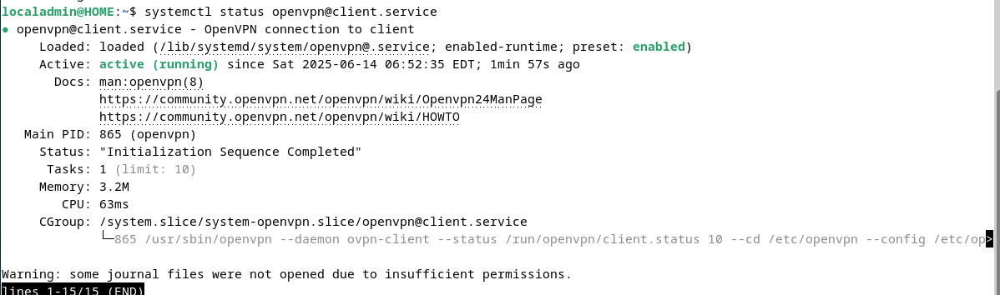 localadmin@HOME:~$ systemctl status openvpn@client.service
● openvpn@client.service - OpenVPN connection to client
     Loaded: loaded (/lib/systemd/system/openvpn@.service; enabled-runtime; preset: enabled)
     Active: active (running) since Sat 2025-06-14 06:52:35 EDT; 1min 57s ago
       Docs: man:openvpn(8)
             https://community.openvpn.net/openvpn/wiki/Openvpn24ManPage
             https://community.openvpn.net/openvpn/wiki/HOWTO
   Main PID: 865 (openvpn)
     Status: "Initialization Sequence Completed"
      Tasks: 1 (limit: 10)
     Memory: 3.2M
        CPU: 63ms
     CGroup: /system.slice/system-openvpn.slice/openvpn@client.service
             └─865 /usr/sbin/openvpn --daemon ovpn-client --status /run/openvpn/client.status 10 --cd /etc/openvpn --config /etc/op>
Warning: some journal files were not opened due to insufficient permissions.
lines 1-15/15 (END)